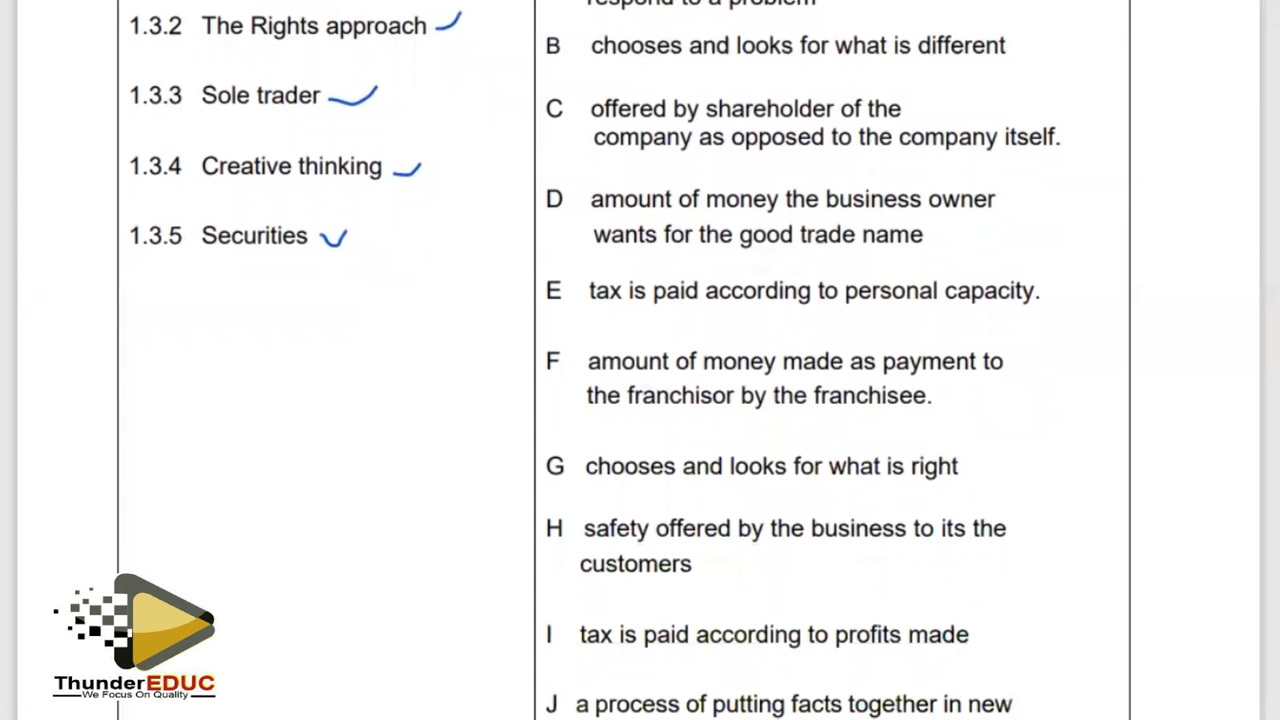 1.3.2 The Rights approach
1.3.3 Sole trader
1.3.4 Creative thinking
1.3.5 Securities
respond to a problem
B chooses and looks for what is different
C offered by shareholder of the
company as opposed to the company itself.
D amount of money the business owner
wants for the good trade name
E tax is paid according to personal capacity.
F amount of money made as payment to
the franchisor by the franchisee.
G chooses and looks for what is right
H safety offered by the business to its the
customers
I tax is paid according to profits made
J a process of putting facts together in new
ThunderEDUC
We Focus On Quality